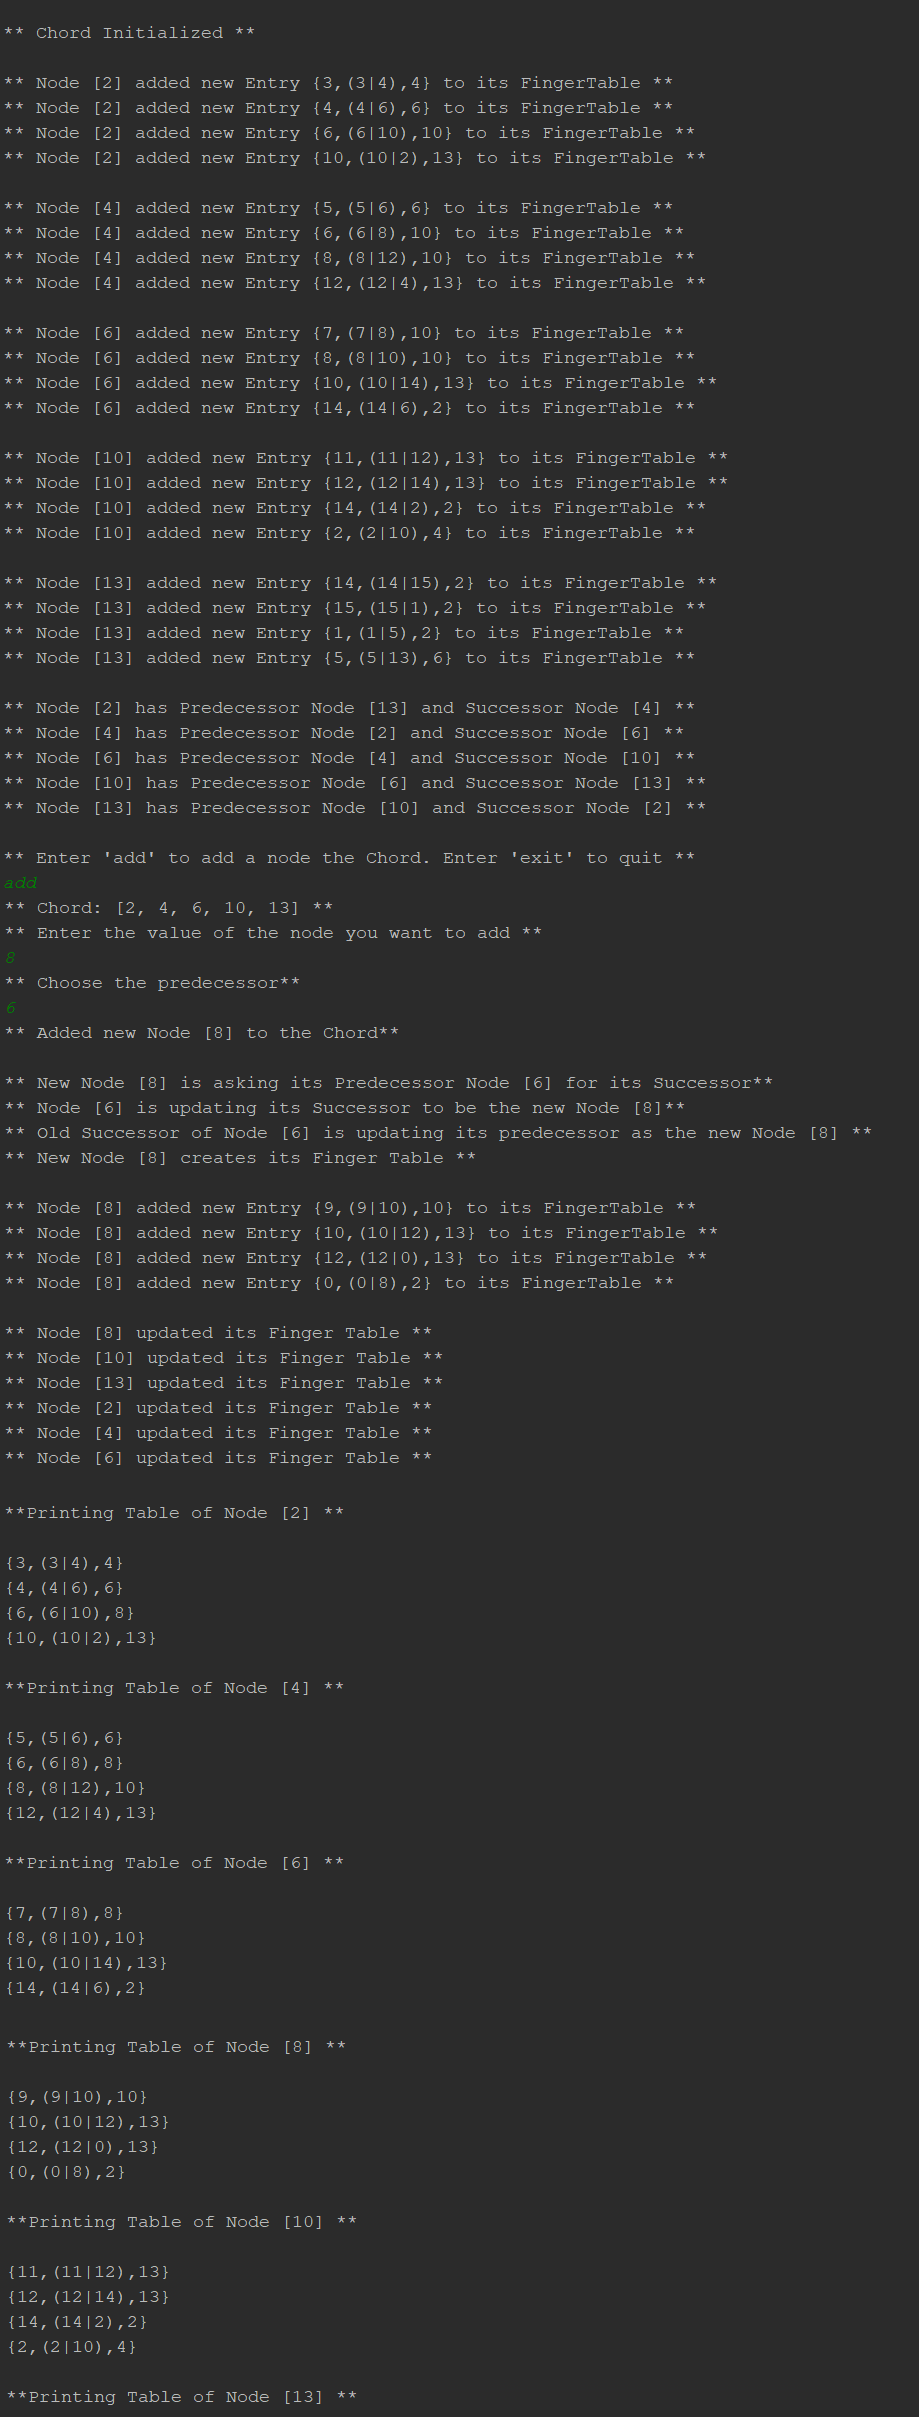 ** Chord Initialized **
** Node [2] added new Entry {3,(3|4),4} to its FingerTable **
** Node [2] added new Entry {4,(4|6),6} to its FingerTable **
** Node [2] added new Entry {6,(6|10),10} to its FingerTable **
** Node [2] added new Entry {10,(10|2),13} to its FingerTable **
** Node [4] added new Entry {5,(5|6),6} to its FingerTable **
** Node [4] added new Entry {6,(6|8),10} to its FingerTable **
** Node [4] added new Entry {8,(8|12),10} to its FingerTable **
** Node [4] added new Entry {12,(12|4),13} to its FingerTable **
** Node [6] added new Entry {7,(7|8),10} to its FingerTable **
** Node [6] added new Entry {8,(8|10),10} to its FingerTable **
** Node [6] added new Entry {10,(10|14),13} to its FingerTable **
** Node [6] added new Entry {14,(14|6),2} to its FingerTable **
** Node [10] added new Entry {11,(11|12),13} to its FingerTable **
** Node [10] added new Entry {12,(12|14),13} to its FingerTable **
** Node [10] added new Entry {14,(14|2),2} to its FingerTable **
** Node [10] added new Entry {2,(2|10),4} to its FingerTable **
** Node [13] added new Entry {14,(14|15),2} to its FingerTable **
** Node [13] added new Entry {15,(15|1),2} to its FingerTable **
** Node [13] added new Entry {1,(1|5),2} to its FingerTable **
** Node [13] added new Entry {5,(5|13),6} to its FingerTable **
** Node [2] has Predecessor Node [13] and Successor Node [4] **
** Node [4] has Predecessor Node [2] and Successor Node [6] **
** Node [6] has Predecessor Node [4] and Successor Node [10] **
** Node [10] has Predecessor Node [6] and Successor Node [13] **
** Node [13] has Predecessor Node [10] and Successor Node [2] **
** Enter 'add' to add a node the Chord. Enter 'exit' to quit **
add
** Chord: [2, 4, 6, 10, 13] **
** Enter the value of the node you want to add **
8
** Choose the predecessor**
6
** Added new Node [8] to the Chord**
** New Node [8] is asking its Predecessor Node [6] for its Successor**
** Node [6] is updating its Successor to be the new Node [8]**
** Old Successor of Node [6] is updating its predecessor as the new Node [8] **
** New Node [8] creates its Finger Table **
** Node [8] added new Entry {9,(9|10),10} to its FingerTable **
** Node [8] added new Entry {10,(10|12),13} to its FingerTable **
** Node [8] added new Entry {12,(12|0),13} to its FingerTable **
** Node [8] added new Entry {0,(0|8),2} to its FingerTable **
** Node [8] updated its Finger Table **
** Node [10] updated its Finger Table **
** Node [13] updated its Finger Table **
** Node [2] updated its Finger Table **
** Node [4] updated its Finger Table **
** Node [6] updated its Finger Table **
**Printing Table of Node [2] **
{3,(3|4),4}
{4,(4|6),6}
{6,(6|10),8}
{10,(10|2),13}
**Printing Table of Node [4] **
{5,(5|6),6}
{6,(6|8),8}
{8,(8|12),10}
{12,(12|4),13}
**Printing Table of Node [6] **
{7,(7|8),8}
{8,(8|10),10}
{10,(10|14),13}
{14,(14|6),2}
**Printing Table of Node [8] **
{9,(9|10),10}
{10,(10|12),13}
{12,(12|0),13}
{0,(0|8),2}
**Printing Table of Node [10] **
{11,(11|12),13}
{12,(12|14),13}
{14,(14|2),2}
{2,(2|10),4}
**Printing Table of Node [13] **